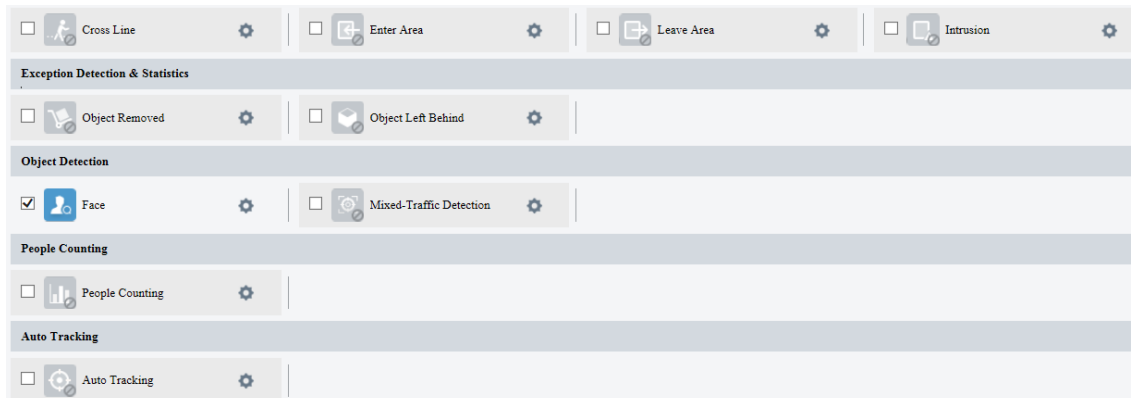 Cross Line Enter Area Leave Area Intrusion
Exception Detection & Statistics
Object Removed Object Left Behind
Object Detection
Face Mixed-Traffic Detection
People Counting
People Counting
Auto Tracking
Auto Tracking